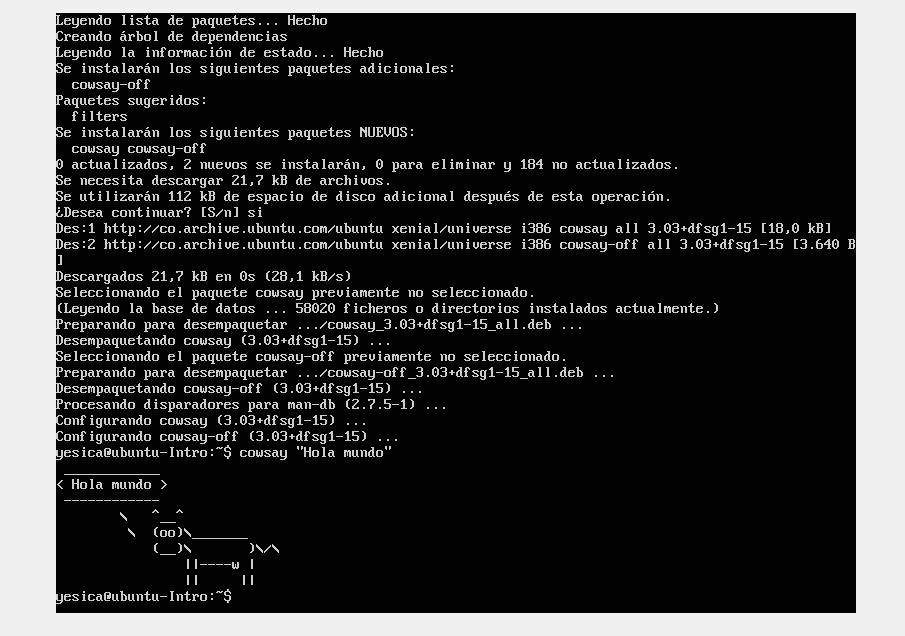 Leyendo lista de paquetes... Hecho
Creando árbol de dependencias
Leyendo la información de estado... Hecho
Se instalarán los siguientes paquetes adicionales:
  cowsay-off
Paquetes sugeridos:
  filters
Se instalarán los siguientes paquetes NUEVOS:
  cowsay cowsay-off
0 actualizados, 2 nuevos se instalarán, 0 para eliminar y 184 no actualizados.
Se necesita descargar 21,7 kB de archivos.
Se utilizarán 112 kB de espacio de disco adicional después de esta operación.
¿Desea continuar? [S/n] si
Des:1 http://co.archive.ubuntu.com/ubuntu xenial/universe i386 cowsay all 3.03+dfsg1-15 [18,0 kB]
Des:2 http://co.archive.ubuntu.com/ubuntu xenial/universe i386 cowsay-off all 3.03+dfsg1-15 [3.640 B
]
Descargados 21,7 kB en 0s (28,1 kB/s)
Seleccionando el paquete cowsay previamente no seleccionado.
(Leyendo la base de datos ... 58020 ficheros o directorios instalados actualmente.)
Preparando para desempaquetar .../cowsay_3.03+dfsg1-15_all.deb ...
Desempaquetando cowsay (3.03+dfsg1-15) ...
Seleccionando el paquete cowsay-off previamente no seleccionado.
Preparando para desempaquetar .../cowsay-off_3.03+dfsg1-15_all.deb ...
Desempaquetando cowsay-off (3.03+dfsg1-15) ...
Procesando disparadores para man-db (2.7.5-1) ...
Configurando cowsay (3.03+dfsg1-15) ...
Configurando cowsay-off (3.03+dfsg1-15) ...
yesica@ubuntu-Intro:~$ cowsay "Hola mundo"
 ____________
< Hola mundo >
 ------------
        \   ^__^
         \  (oo)\_______
            (__)\       )\/\
                ||----w |
                ||     ||
yesica@ubuntu-Intro:~$